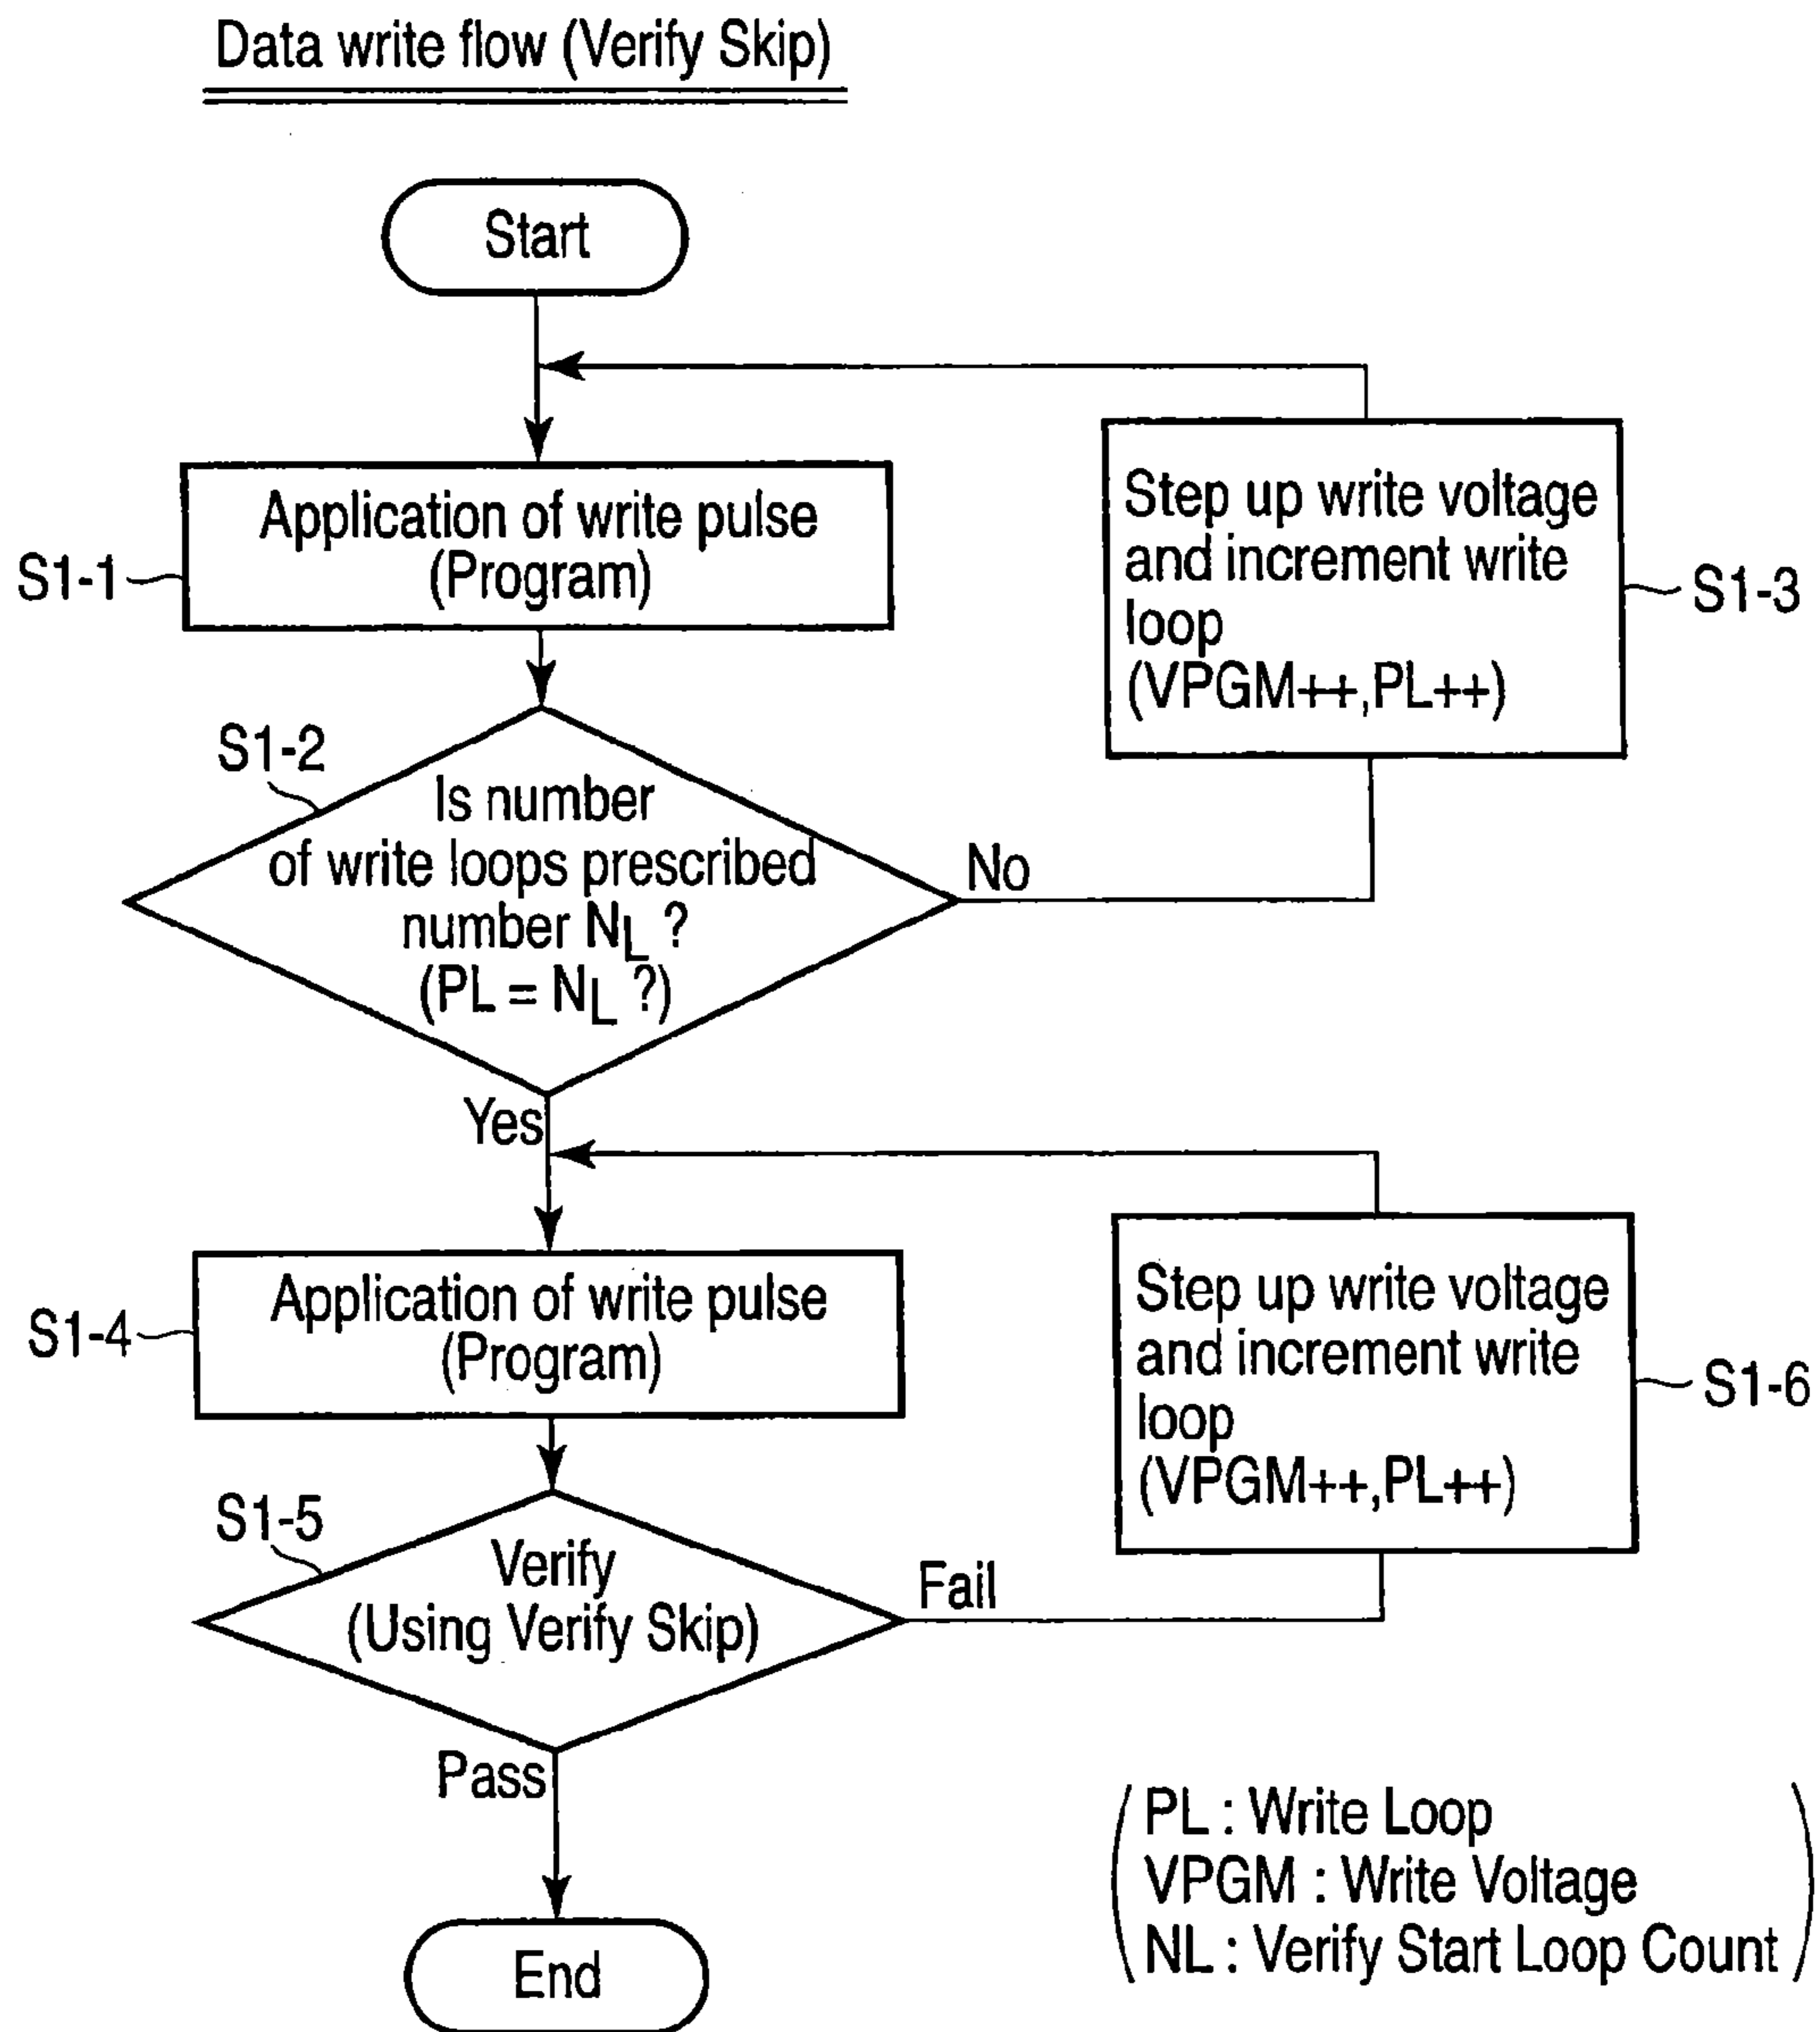 Data write flow (Verify Skip)
Start
Application of write pulse
(Program)
S1-1
Step up write voltage
and increment write
loop
(VPGM++,PL++)
S1-3
S1-2
Is number
of write loops prescribed
number NL ?
(PL = NL ?)
No
Yes
Application of write pulse
(Program)
S1-4
Step up write voltage
and increment write
loop
(VPGM++,PL++)
S1-6
S1-5
Verify
(Using Verify Skip)
Fail
Pass
End
PL : Write Loop
VPGM : Write Voltage
NL : Verify Start Loop Count